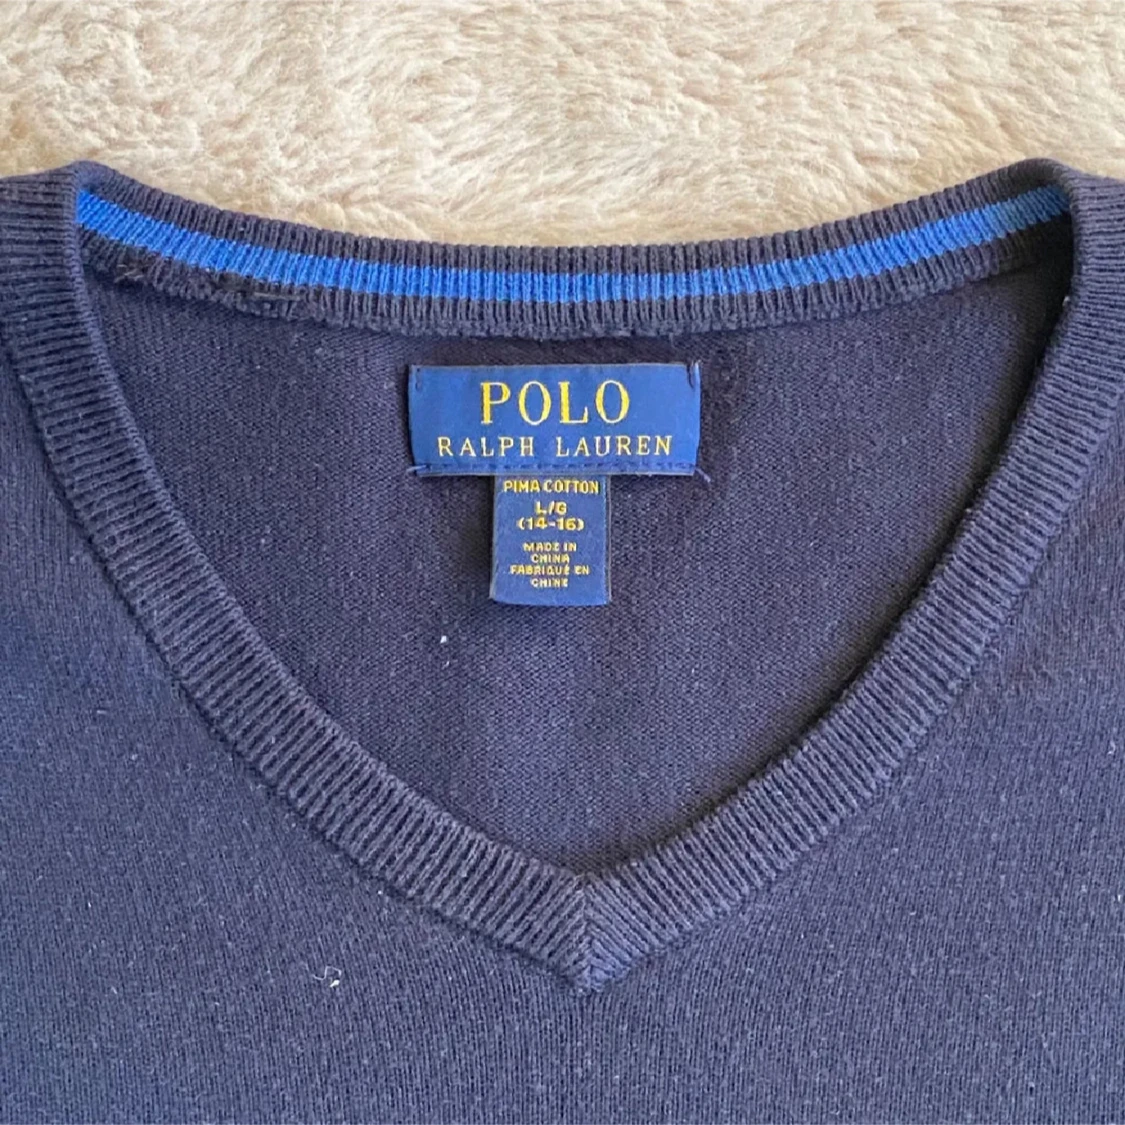 POLO
RALPH LAUREN
PIMA COTTON
L/G
(14-16)
MADE IN
CHINA
FABRIQUÉ EN
CHINE